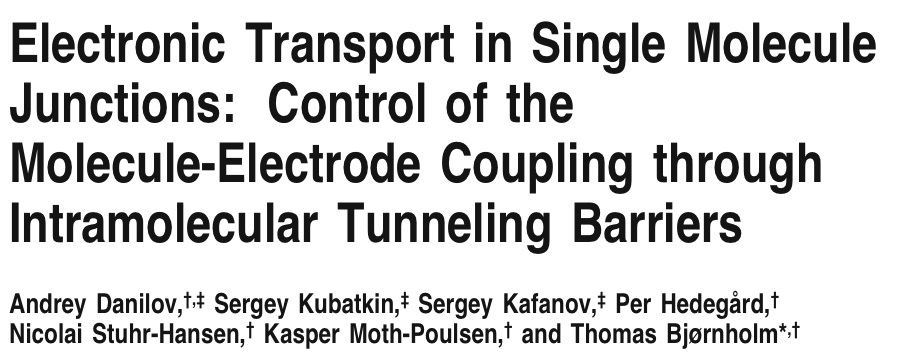 Electronic Transport in Single Molecule
Junctions: Control of the
Molecule-Electrode Coupling through
Intramolecular Tunneling Barriers
Andrey Danilov,†,‡ Sergey Kubatkin,‡ Sergey Kafanov,‡ Per Hedegård,†
Nicolai Stuhr-Hansen,† Kasper Moth-Poulsen,† and Thomas Bjørnholm*,†